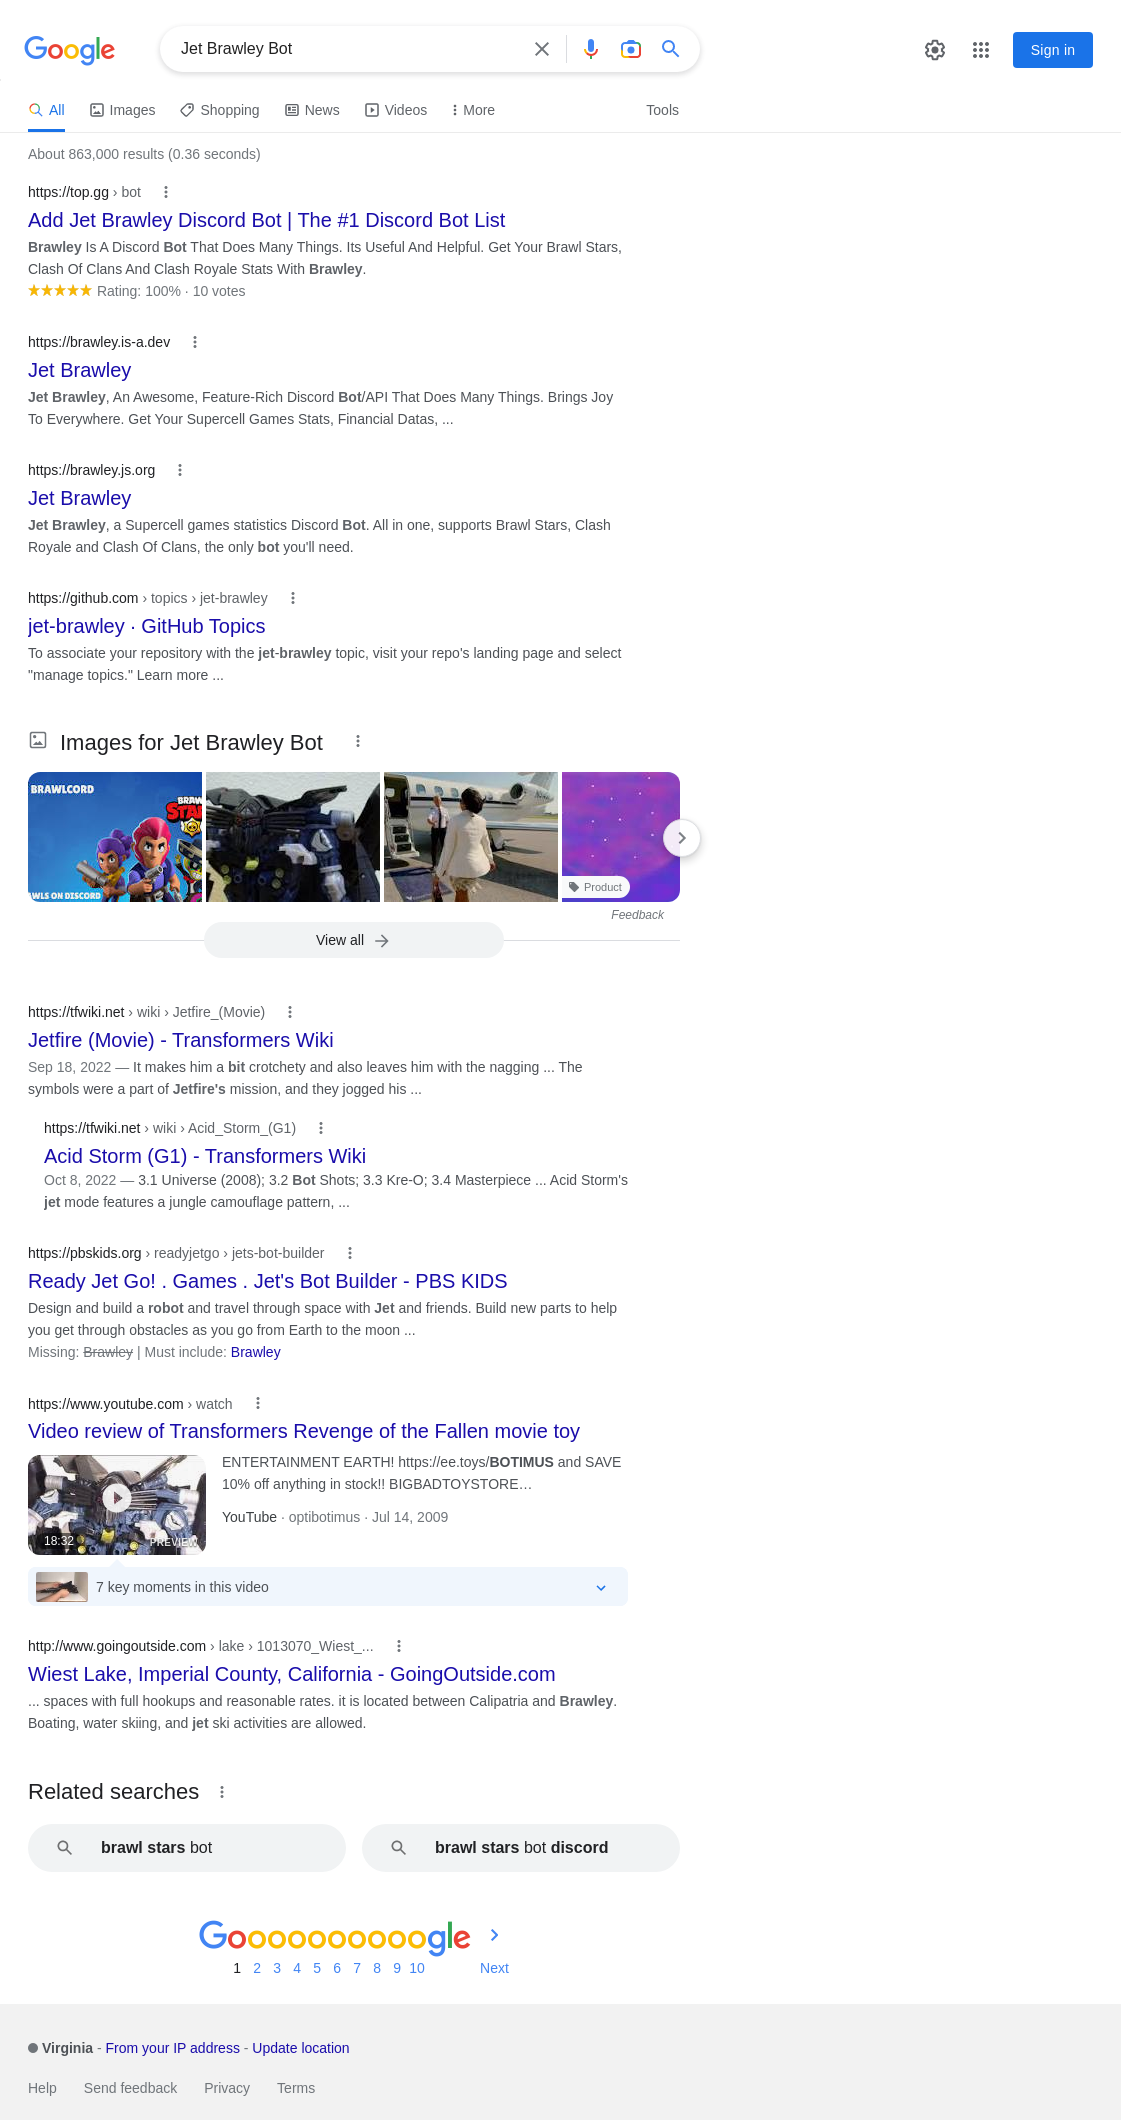 Google
Jet Brawley Bot
Sign in
All
Images
Shopping
News
Videos
More
Tools
About 863,000 results (0.36 seconds)
https://top.gg › bot
Add Jet Brawley Discord Bot | The #1 Discord Bot List
Brawley Is A Discord Bot That Does Many Things. Its Useful And Helpful. Get Your Brawl Stars,
Clash Of Clans And Clash Royale Stats With Brawley.
Rating: 100% · 10 votes
https://brawley.is-a.dev
Jet Brawley
Jet Brawley, An Awesome, Feature-Rich Discord Bot/API That Does Many Things. Brings Joy
To Everywhere. Get Your Supercell Games Stats, Financial Datas, ...
https://brawley.js.org
Jet Brawley
Jet Brawley, a Supercell games statistics Discord Bot. All in one, supports Brawl Stars, Clash
Royale and Clash Of Clans, the only bot you'll need.
https://github.com › topics › jet-brawley
jet-brawley · GitHub Topics
To associate your repository with the jet-brawley topic, visit your repo's landing page and select
"manage topics." Learn more ...
Images for Jet Brawley Bot
BRAWLCORD
BRAW
STA
WLS ON DISCORD
Product
Feedback
View all
https://tfwiki.net › wiki › Jetfire_(Movie)
Jetfire (Movie) - Transformers Wiki
Sep 18, 2022 — It makes him a bit crotchety and also leaves him with the nagging ... The
symbols were a part of Jetfire's mission, and they jogged his ...
https://tfwiki.net › wiki › Acid_Storm_(G1)
Acid Storm (G1) - Transformers Wiki
Oct 8, 2022 — 3.1 Universe (2008); 3.2 Bot Shots; 3.3 Kre-O; 3.4 Masterpiece ... Acid Storm's
jet mode features a jungle camouflage pattern, ...
https://pbskids.org › readyjetgo › jets-bot-builder
Ready Jet Go! . Games . Jet's Bot Builder - PBS KIDS
Design and build a robot and travel through space with Jet and friends. Build new parts to help
you get through obstacles as you go from Earth to the moon ...
Missing: Brawley | Must include: Brawley
https://www.youtube.com › watch
Video review of Transformers Revenge of the Fallen movie toy
ENTERTAINMENT EARTH! https://ee.toys/BOTIMUS and SAVE
10% off anything in stock!! BIGBADTOYSTORE…
YouTube · optibotimus · Jul 14, 2009
18:32
PREVIEW
7 key moments in this video
http://www.goingoutside.com › lake › 1013070_Wiest_...
Wiest Lake, Imperial County, California - GoingOutside.com
... spaces with full hookups and reasonable rates. it is located between Calipatria and Brawley.
Boating, water skiing, and jet ski activities are allowed.
Related searches
brawl stars bot
brawl stars bot discord
Goooooooooogle
1 2 3 4 5 6 7 8 9 10 Next
Virginia - From your IP address - Update location
Help
Send feedback
Privacy
Terms